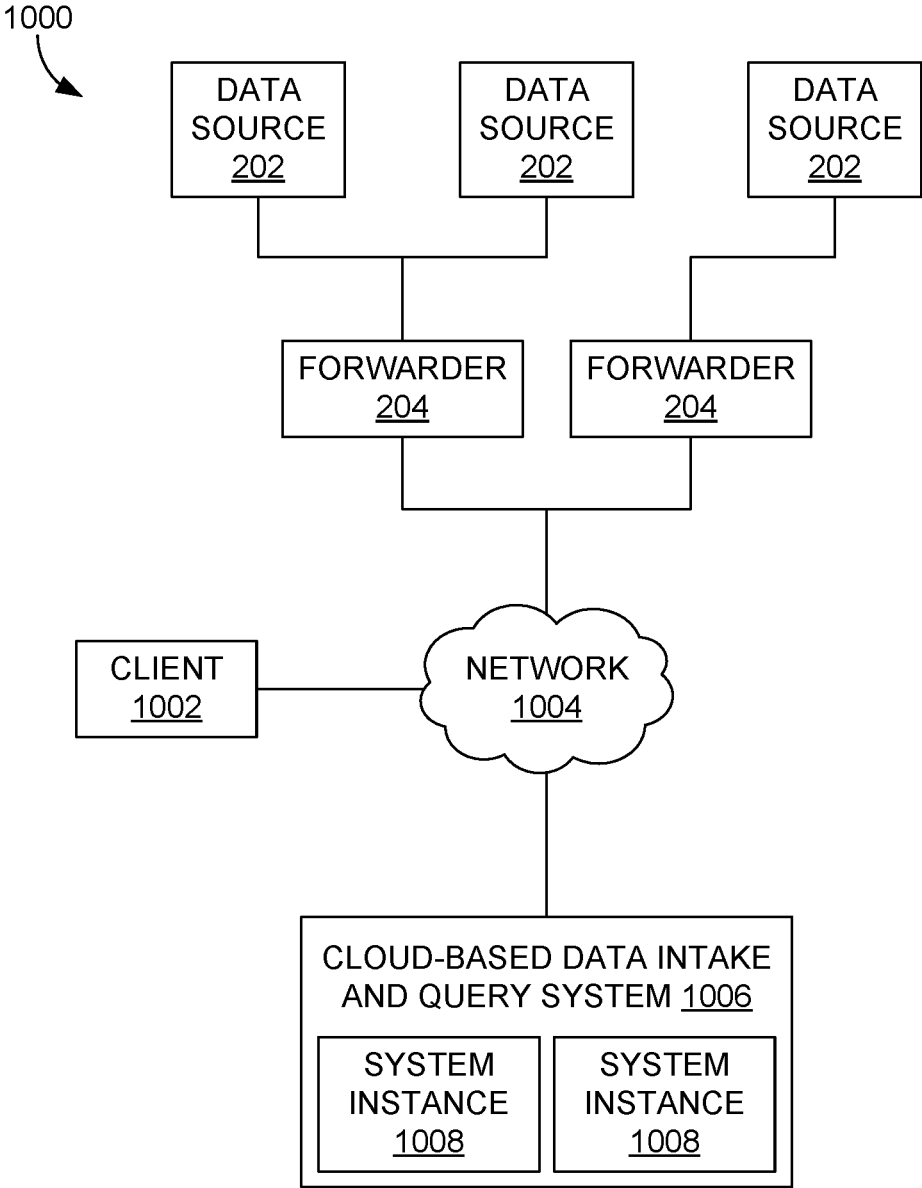 1000
DATA
SOURCE
202
DATA
SOURCE
202
DATA
SOURCE
202
FORWARDER
204
FORWARDER
204
CLIENT
1002
NETWORK
1004
CLOUD-BASED DATA INTAKE
AND QUERY SYSTEM 1006
SYSTEM
INSTANCE
1008
SYSTEM
INSTANCE
1008